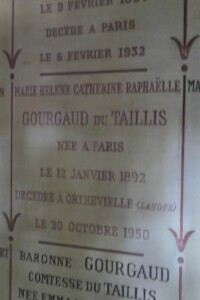 LE 9 FEVRIER
DECEDE A PARIS
LE 6 FEVRIER 1932
MARIE HELENE CATHERINE RAPHAËLLE
GOURGAUD DU TAILLIS
NEE A PARIS
LE 12 JANVIER 1892
DECEDEE A ORTHEVIELLE (LANDES)
LE 20 OCTOBRE 1950
BARONNE GOURGAUD
COMTESSE DU TAILLIS
NEE